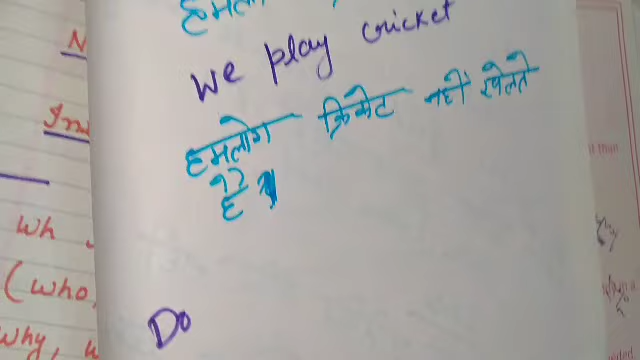 We play cricket
हमलोग क्रिकेट नहीं खेलते
हैं।
Do
Wh
(who,
why,